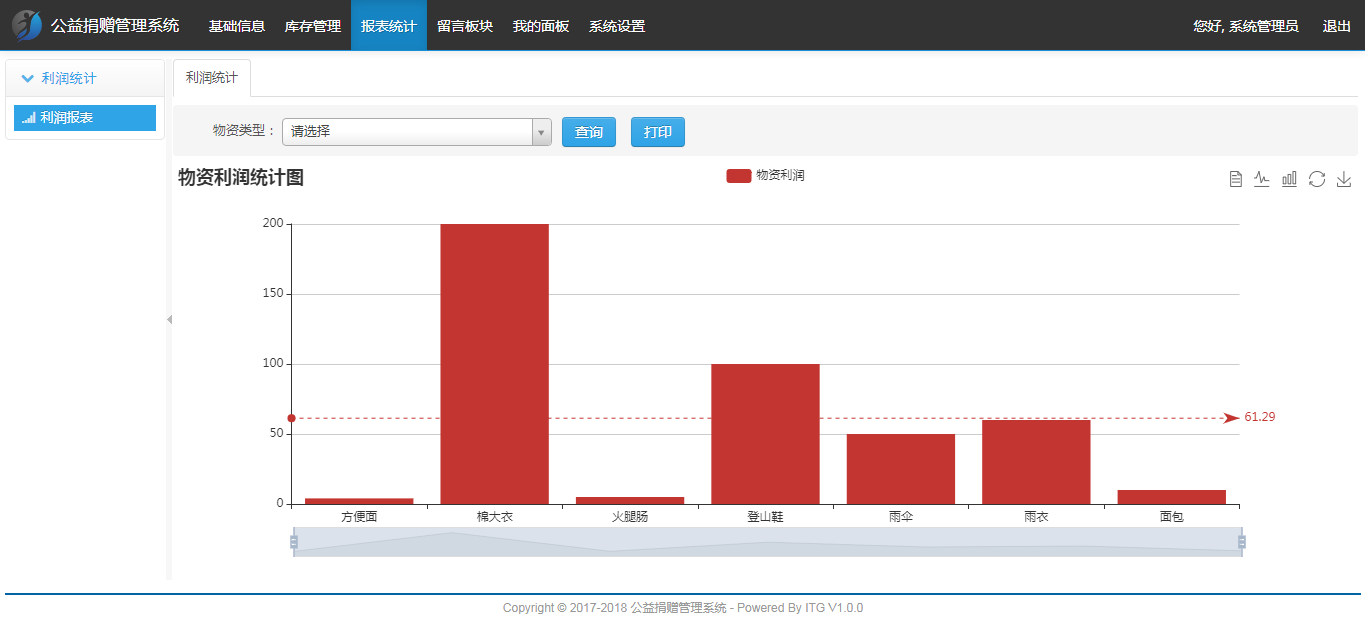 公益捐赠管理系统 基础信息 库存管理 报表统计 留言板块 我的面板 系统设置 您好, 系统管理员 退出
利润统计
利润报表
利润统计
物资类型： 请选择 查询 打印
物资利润统计图
物资利润
200
150
100
61.29
50
0
方便面 棉大衣 火腿肠 登山鞋 雨伞 雨衣 面包
Copyright © 2017-2018 公益捐赠管理系统 - Powered By ITG V1.0.0